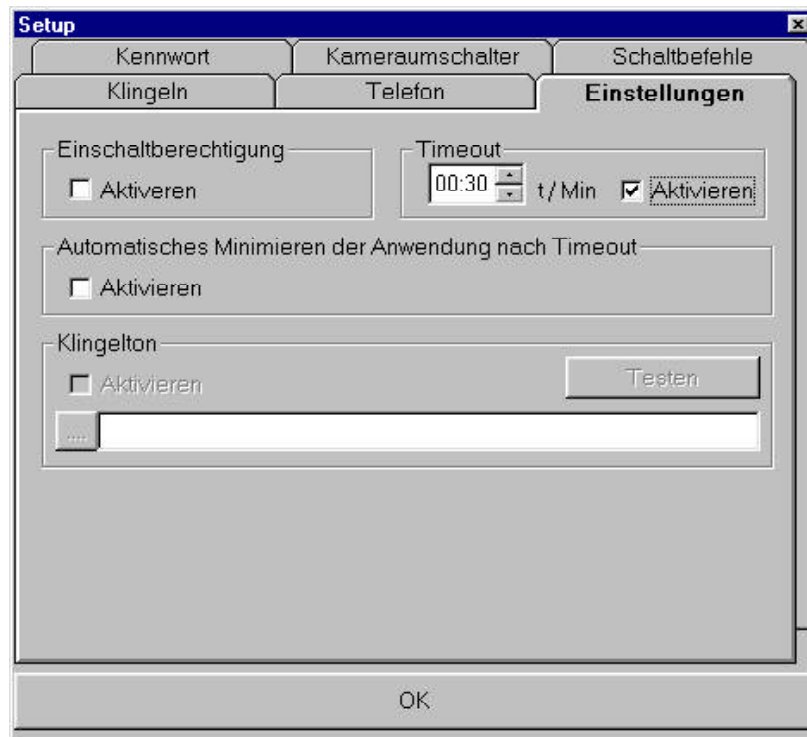 Setup
Kennwort Kameraumschalter Schaltbefehle
Klingeln Telefon Einstellungen
Einschaltberechtigung Timeout
Aktiveren 00:30 t/Min Aktivieren
Automatisches Minimieren der Anwendung nach Timeout
Aktivieren
Klingelton
Aktivieren Testen
....
OK